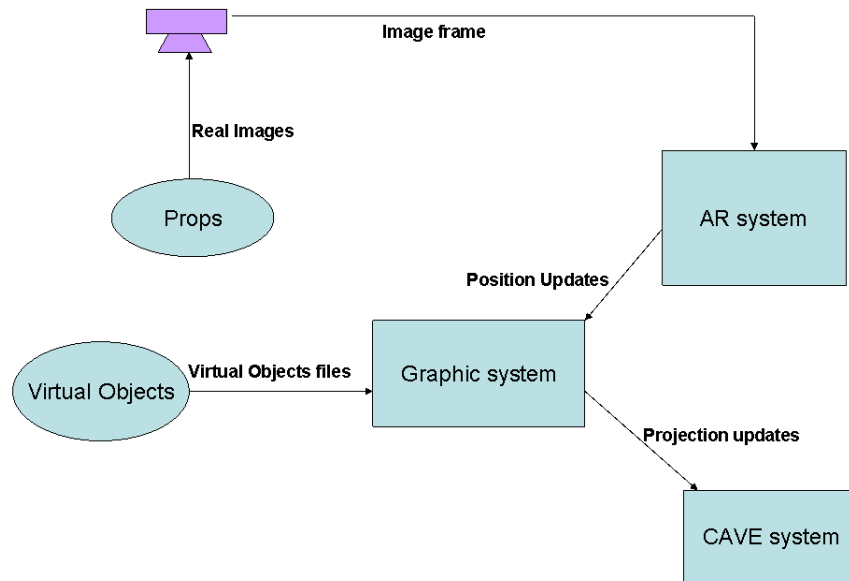 Image frame
Real Images
Props
AR system
Position Updates
Virtual Objects files
Graphic system
Virtual Objects
Projection updates
CAVE system